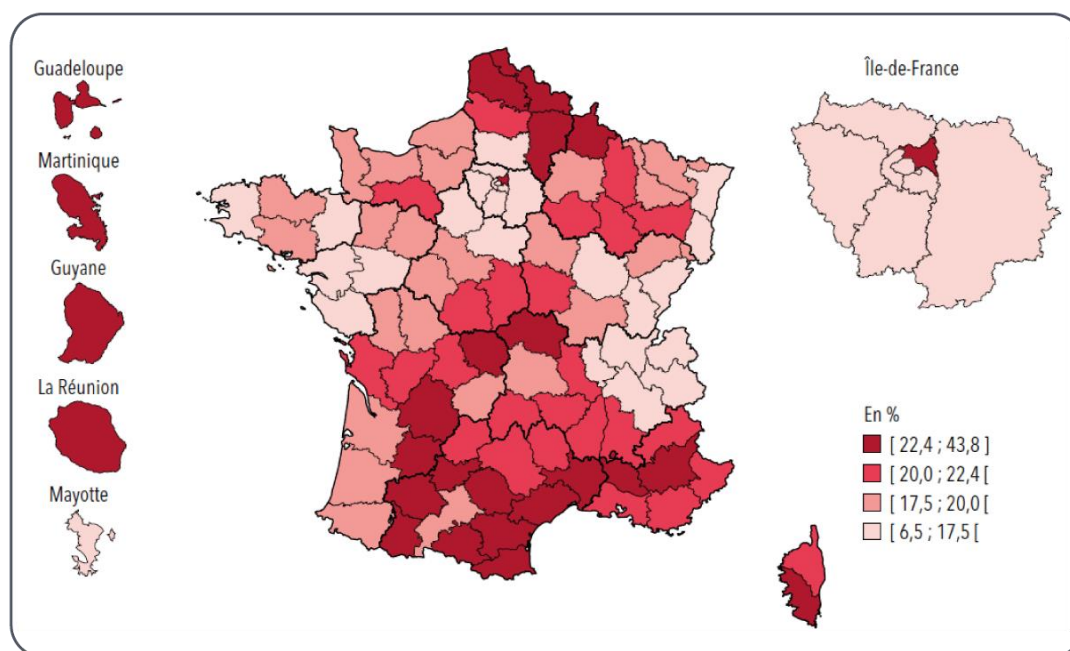 Guadeloupe
Martinique
Guyane
La Réunion
Mayotte
Île-de-France
En %
[ 22,4 ; 43,8 ]
[ 20,0 ; 22,4 [
[ 17,5 ; 20,0 [
[ 6,5 ; 17,5 [